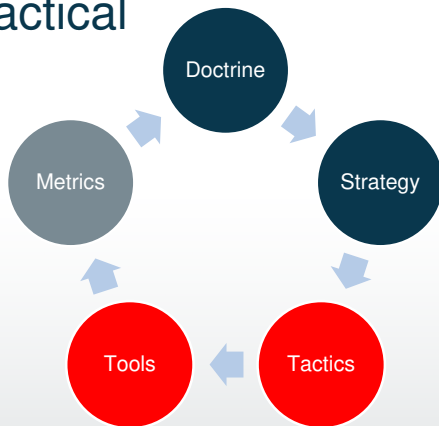 actical
Doctrine
Strategy
Tactics
Tools
Metrics